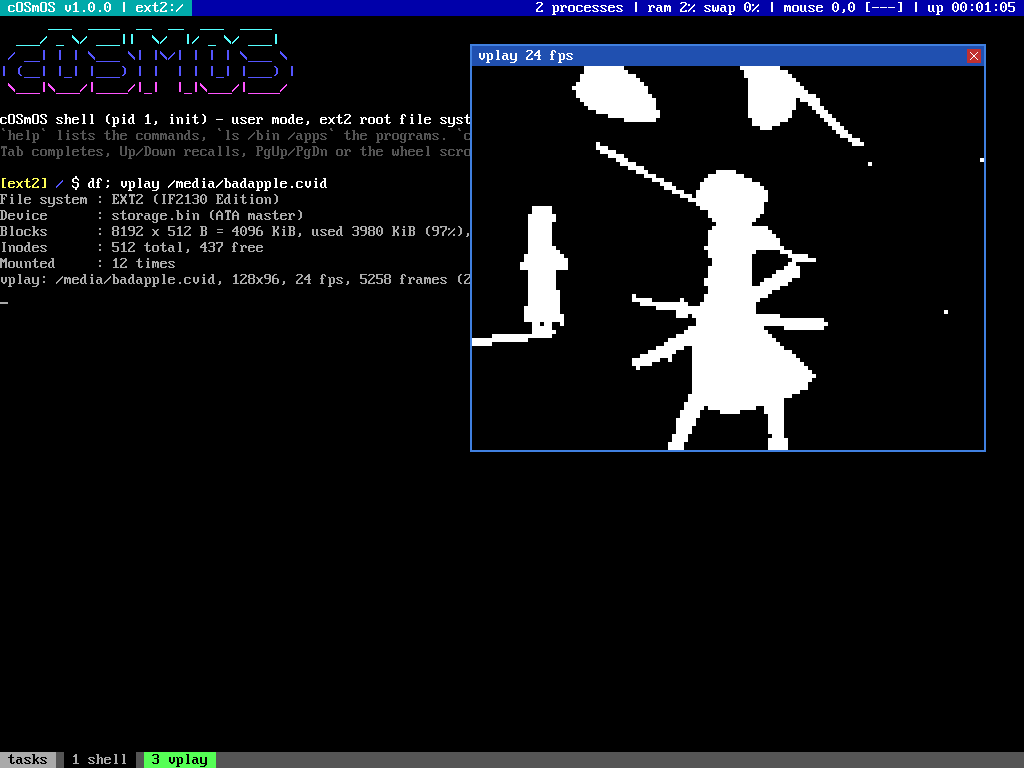 cOSmOS v1.0.0 | ext2:/ 2 processes | ram 2% swap 0% | mouse 0,0 [---] | up 00:01:05
cOSmOS
vplay 24 fps
cOSmOS shell (pid 1, init) - user mode, ext2 root file syst
`help` lists the commands, `ls /bin /apps` the programs. `c
Tab completes, Up/Down recalls, PgUp/PgDn or the wheel scro
[ext2] / $ df; vplay /media/badapple.cvid
File system : EXT2 (IF2130 Edition)
Device      : storage.bin (ATA master)
Blocks      : 8192 x 512 B = 4096 KiB, used 3980 KiB (97%),
Inodes      : 512 total, 437 free
Mounted     : 12 times
vplay: /media/badapple.cvid, 128x96, 24 fps, 5258 frames (2
tasks 1 shell 3 vplay